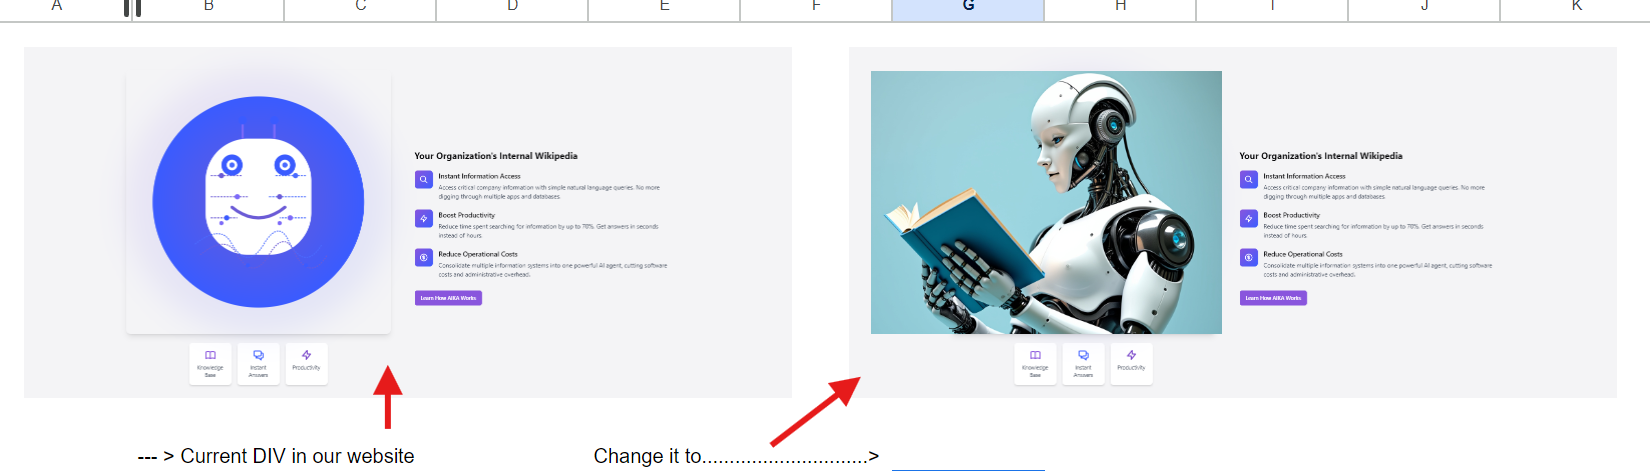 A B C D E F G H I J K
Your Organization's Internal Wikipedia
Instant Information Access
Access critical company information with simple natural language queries. No more
digging through multiple apps and databases.
Boost Productivity
Reduce time spent searching for information by up to 70%. Get answers in seconds
instead of hours.
Reduce Operational Costs
Consolidate multiple information systems into one powerful AI agent, cutting software
costs and administrative overhead.
Learn How AIKA Works
Knowledge
Base
Instant
Answers
Productivity
Your Organization's Internal Wikipedia
Instant Information Access
Access critical company information with simple natural language queries. No more
digging through multiple apps and databases.
Boost Productivity
Reduce time spent searching for information by up to 70%. Get answers in seconds
instead of hours.
Reduce Operational Costs
Consolidate multiple information systems into one powerful AI agent, cutting software
costs and administrative overhead.
Learn How AIKA Works
Knowledge
Base
Instant
Answers
Productivity
--- > Current DIV in our website
Change it to..............................>